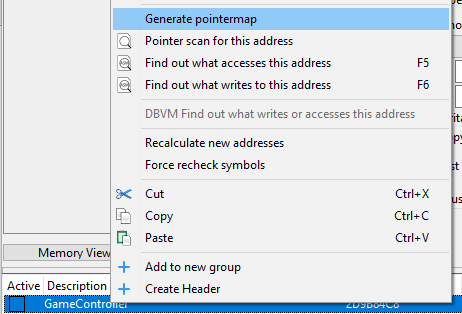 Generate pointermap
Pointer scan for this address
Find out what accesses this address F5
Find out what writes to this address F6
DBVM Find out what writes or accesses this address
Recalculate new addresses
Force recheck symbols
Cut Ctrl+X
Copy Ctrl+C
Paste Ctrl+V
Add to new group
Create Header
Memory View
Active Description
GameController 2D9B84C8